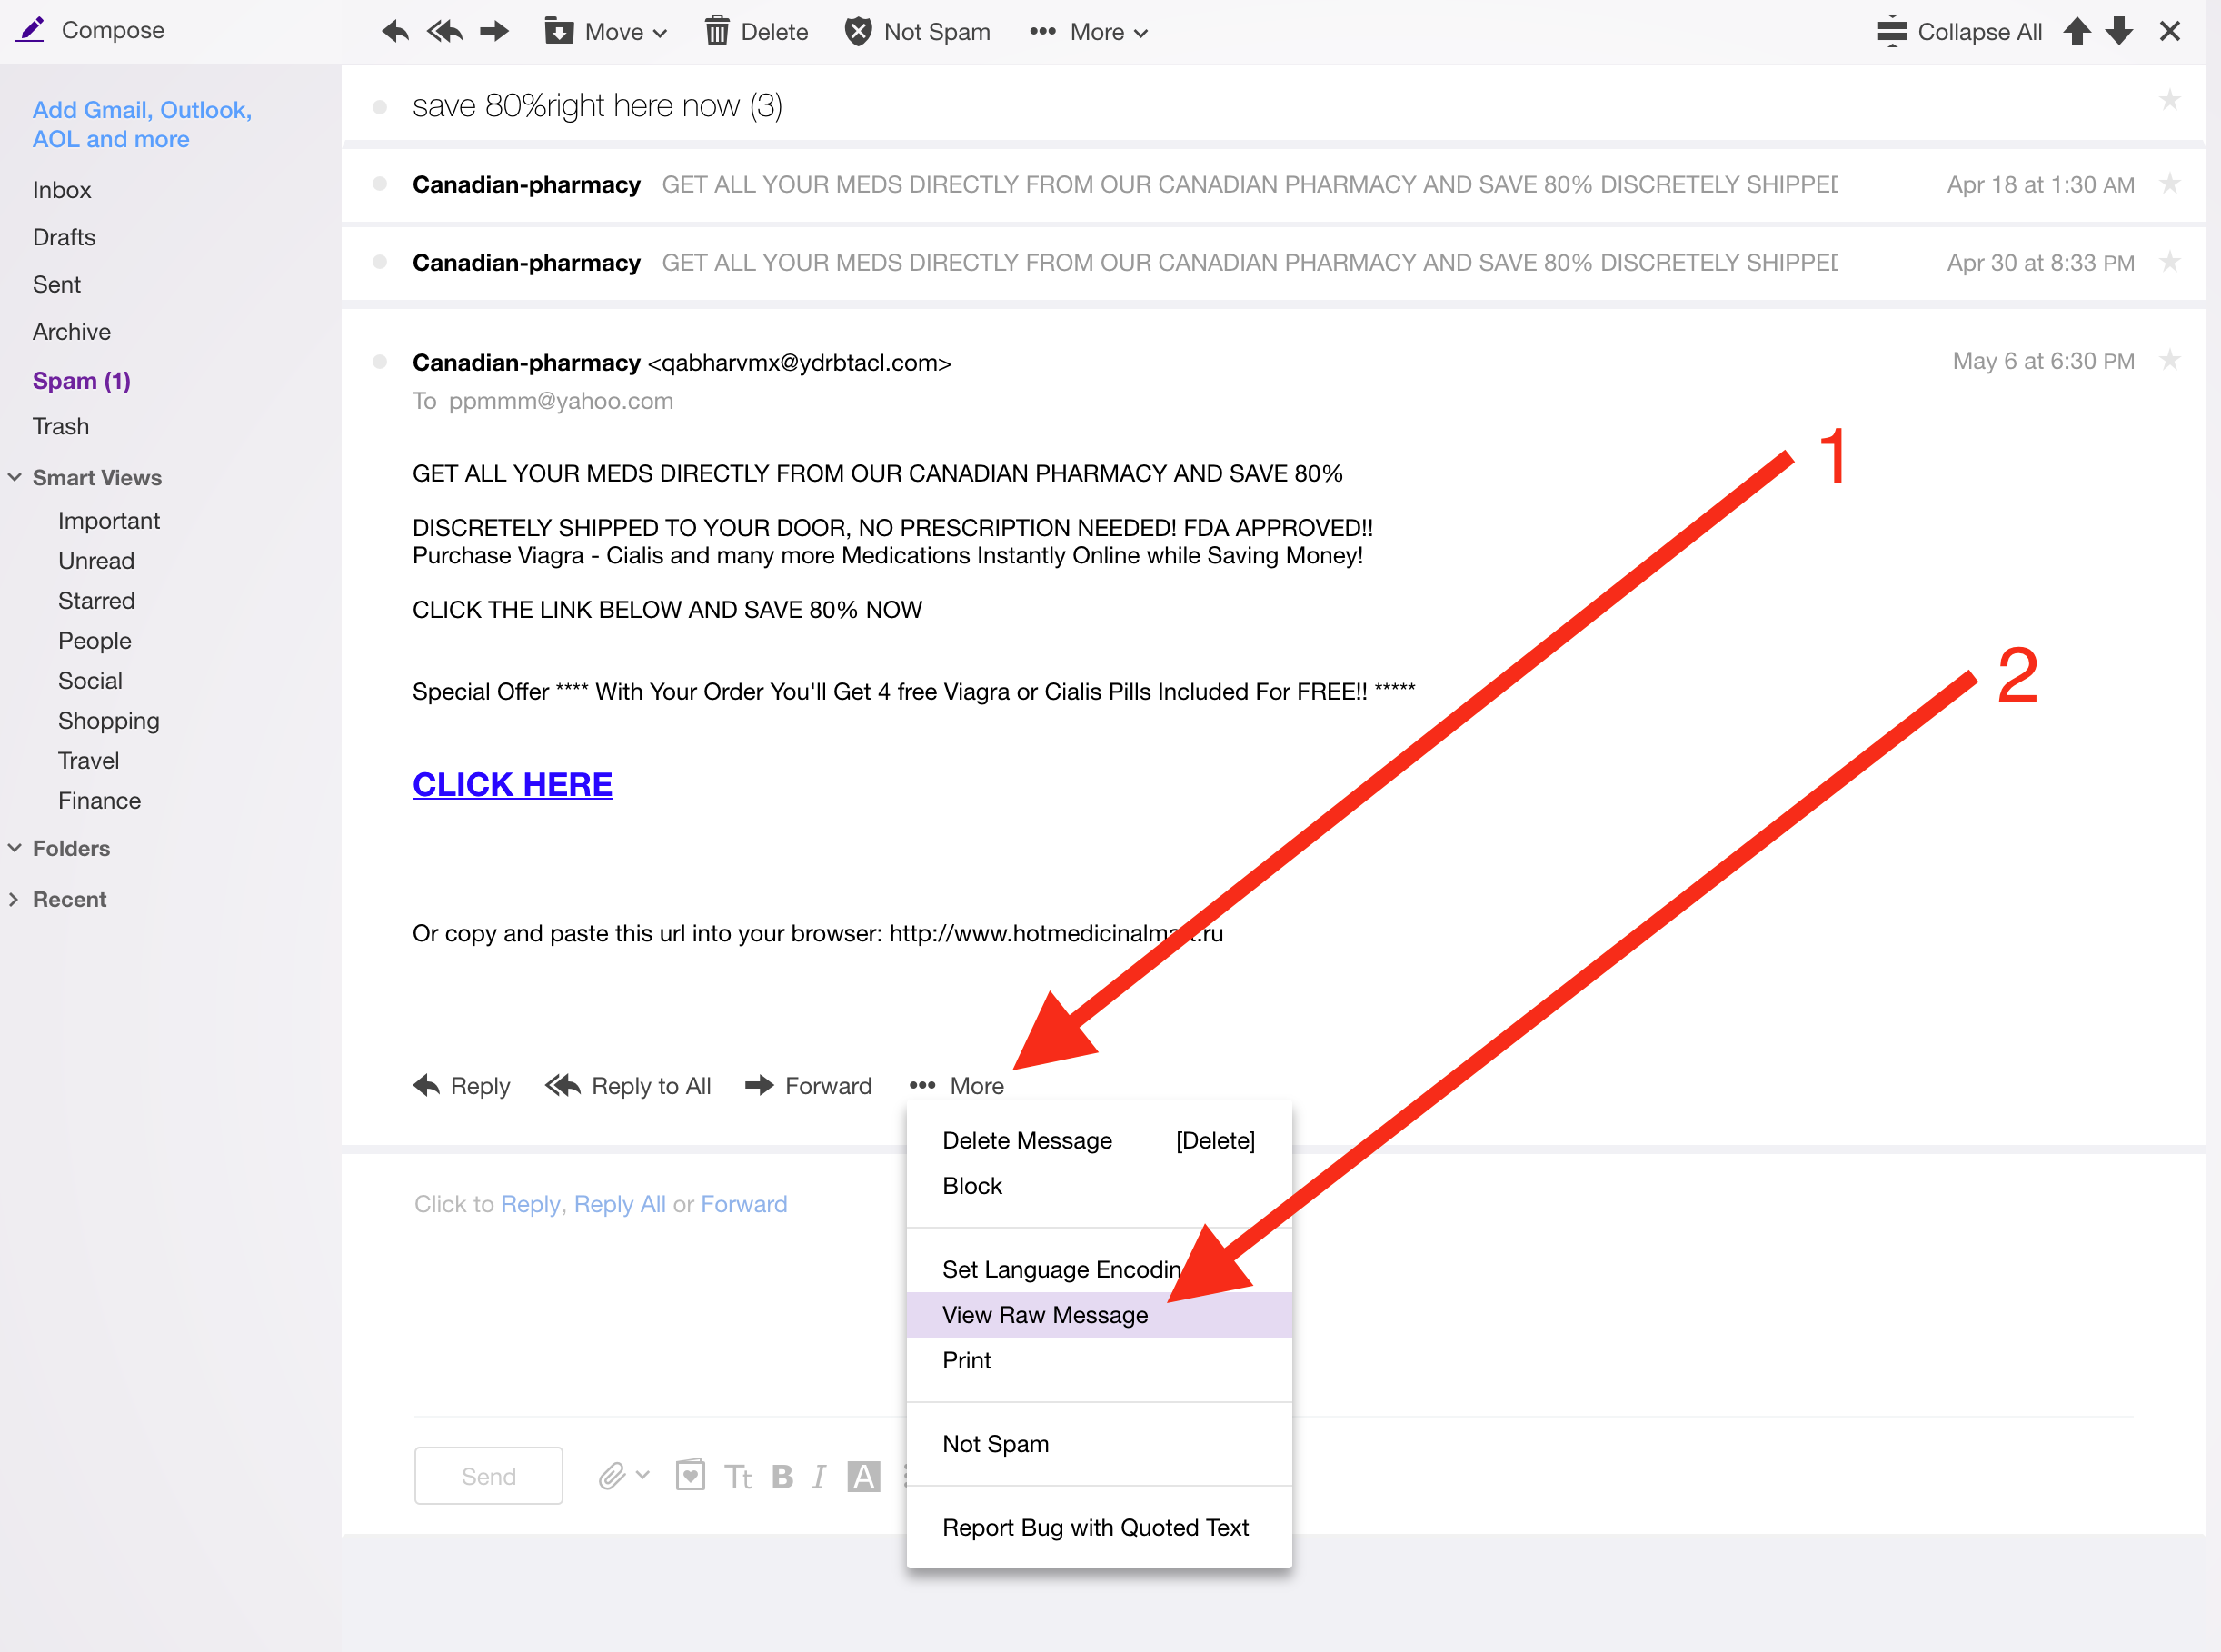 Compose
Move
Delete
Not Spam
More
Collapse All
Add Gmail, Outlook,
AOL and more
Inbox
Drafts
Sent
Archive
Spam (1)
Trash
Smart Views
Important
Unread
Starred
People
Social
Shopping
Travel
Finance
Folders
Recent
save 80%right here now (3)
Canadian-pharmacy GET ALL YOUR MEDS DIRECTLY FROM OUR CANADIAN PHARMACY AND SAVE 80% DISCRETELY SHIPPED Apr 18 at 1:30 AM
Canadian-pharmacy GET ALL YOUR MEDS DIRECTLY FROM OUR CANADIAN PHARMACY AND SAVE 80% DISCRETELY SHIPPED Apr 30 at 8:33 PM
Canadian-pharmacy <qabharvmx@ydrbtacl.com> May 6 at 6:30 PM
To ppmmm@yahoo.com
1
GET ALL YOUR MEDS DIRECTLY FROM OUR CANADIAN PHARMACY AND SAVE 80%
DISCRETELY SHIPPED TO YOUR DOOR, NO PRESCRIPTION NEEDED! FDA APPROVED!!
Purchase Viagra - Cialis and many more Medications Instantly Online while Saving Money!
CLICK THE LINK BELOW AND SAVE 80% NOW
2
Special Offer **** With Your Order You'll Get 4 free Viagra or Cialis Pills Included For FREE!! *****
CLICK HERE
Or copy and paste this url into your browser:
Reply
Reply to All
Forward
More
Delete Message [Delete]
Block
Set Language
View Raw Message
Print
Not Spam
Report Bug with Quoted Text
Click to Reply, Reply All or Forward
Send
Tt B I A